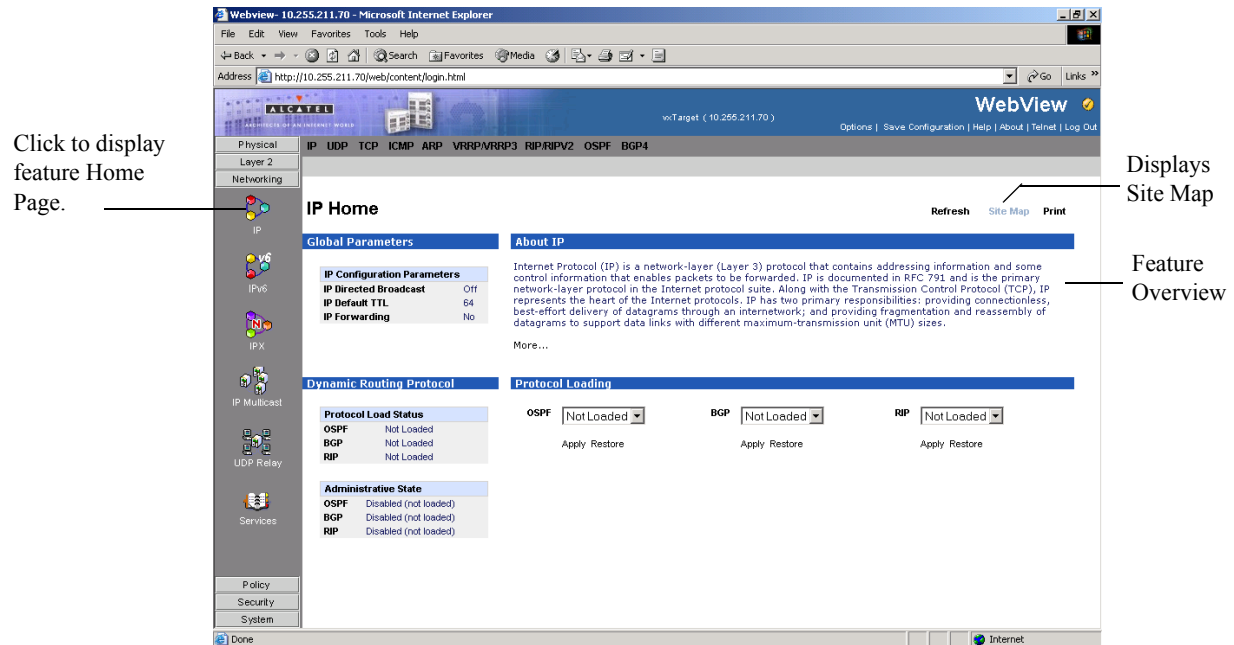 Webview- 10.255.211.70 - Microsoft Internet Explorer
File Edit View Favorites Tools Help
Back Search Favorites Media
Address http://10.255.211.70/web/content/login.html Go Links »
ALCATEL
ARCHITECTS OF AN INTERNET WORLD
vxTarget ( 10.255.211.70 )
WebView
Options | Save Configuration | Help | About | Telnet | Log Out
Physical
Layer 2
Networking
IP UDP TCP ICMP ARP VRRP/VRRP3 RIP/RIPV2 OSPF BGP4
Click to display
feature Home
Page.
Displays
Site Map
Feature
Overview
IP
v6
IPv6
N
IPX
IP Multicast
UDP Relay
Services
Policy
Security
System
IP Home
Refresh Site Map Print
Global Parameters
IP Configuration Parameters
IP Directed Broadcast Off
IP Default TTL 64
IP Forwarding No
About IP
Internet Protocol (IP) is a network-layer (Layer 3) protocol that contains addressing information and some
control information that enables packets to be forwarded. IP is documented in RFC 791 and is the primary
network-layer protocol in the Internet protocol suite. Along with the Transmission Control Protocol (TCP), IP
represents the heart of the Internet protocols. IP has two primary responsibilities: providing connectionless,
best-effort delivery of datagrams through an internetwork; and providing fragmentation and reassembly of
datagrams to support data links with different maximum-transmission unit (MTU) sizes.
More...
Dynamic Routing Protocol
Protocol Load Status
OSPF Not Loaded
BGP Not Loaded
RIP Not Loaded
Administrative State
OSPF Disabled (not loaded)
BGP Disabled (not loaded)
RIP Disabled (not loaded)
Protocol Loading
OSPF Not Loaded BGP Not Loaded RIP Not Loaded
Apply Restore Apply Restore Apply Restore
Done Internet